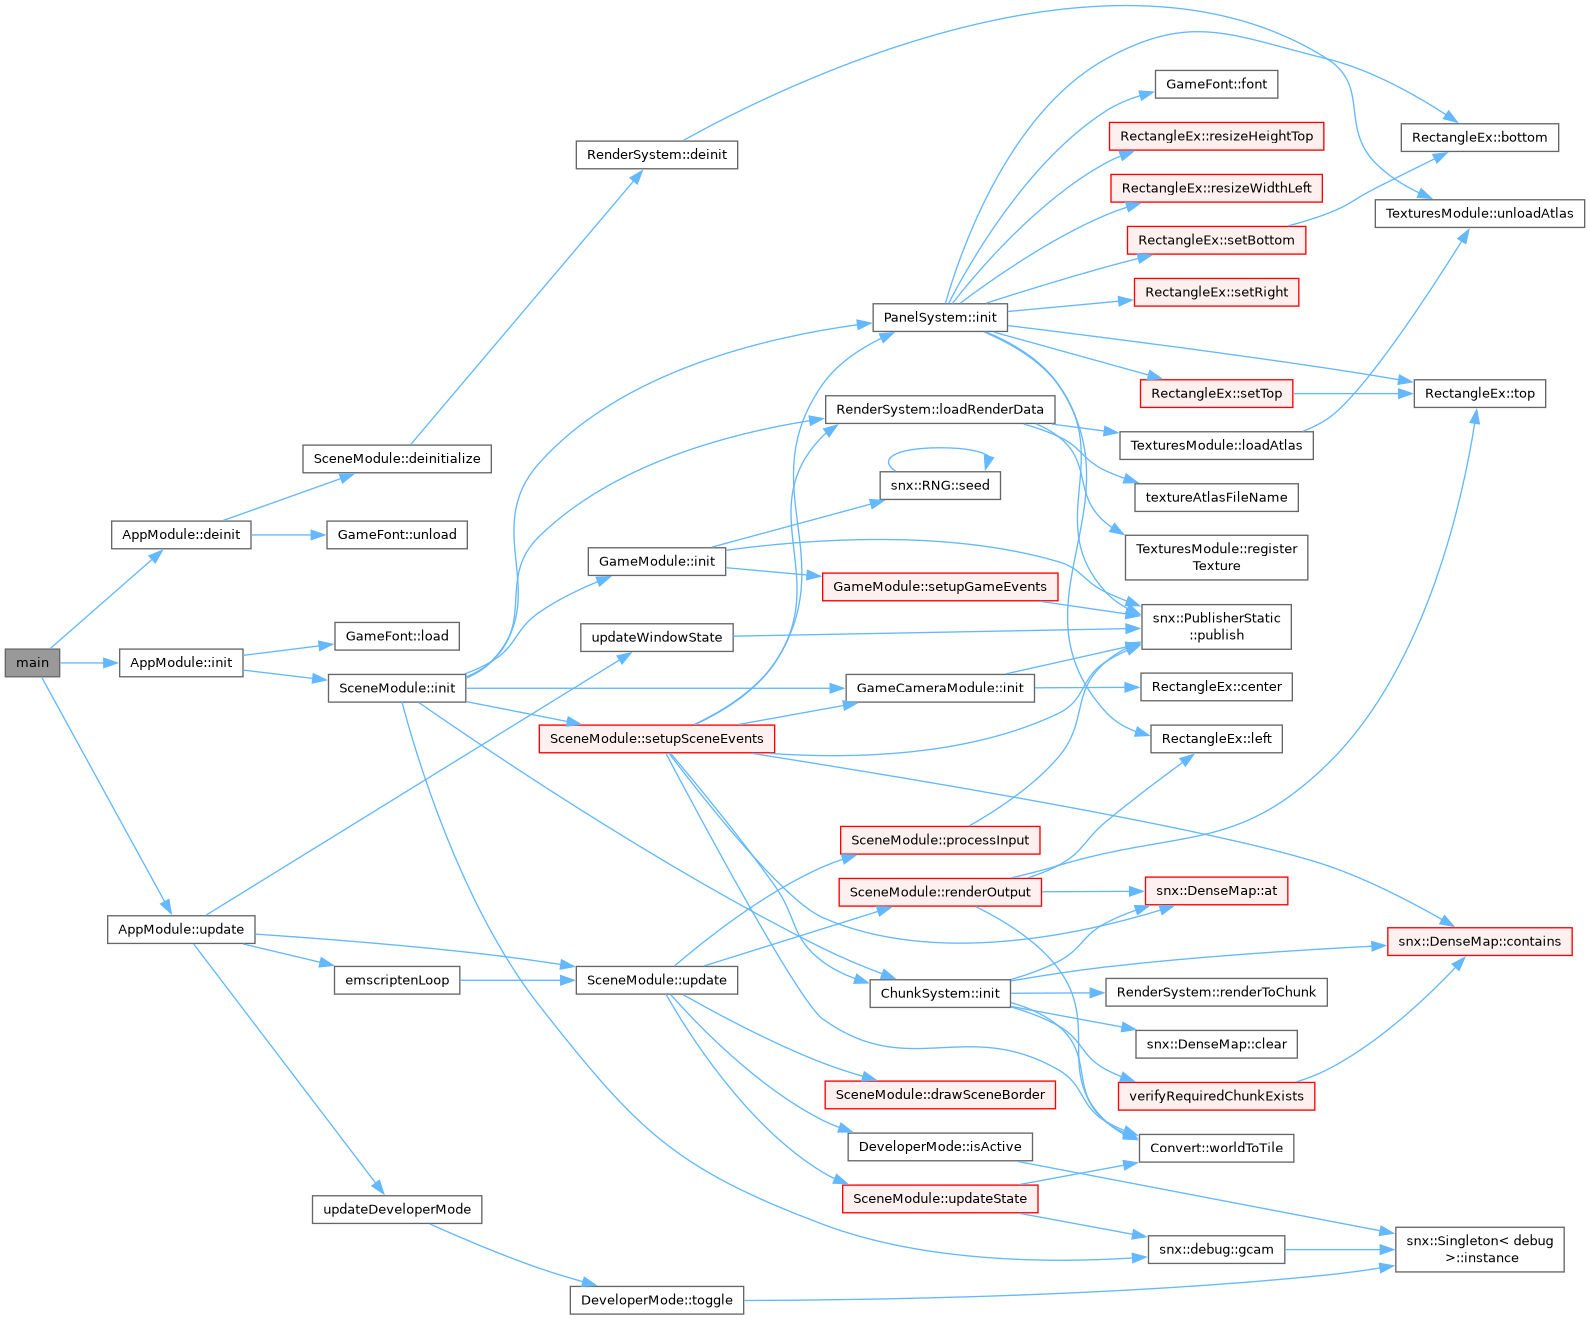 main
AppModule::deinit
AppModule::init
AppModule::update
SceneModule::deinitialize
GameFont::unload
GameFont::load
SceneModule::init
emscriptenLoop
updateDeveloperMode
RenderSystem::deinit
GameModule::init
updateWindowState
SceneModule::setupSceneEvents
SceneModule::update
DeveloperMode::toggle
PanelSystem::init
RenderSystem::loadRenderData
snx::RNG::seed
GameModule::setupGameEvents
GameCameraModule::init
SceneModule::processInput
SceneModule::renderOutput
ChunkSystem::init
SceneModule::drawSceneBorder
DeveloperMode::isActive
SceneModule::updateState
GameFont::font
RectangleEx::resizeHeightTop
RectangleEx::resizeWidthLeft
RectangleEx::setBottom
RectangleEx::setRight
RectangleEx::setTop
TexturesModule::loadAtlas
textureAtlasFileName
TexturesModule::register
Texture
snx::PublisherStatic
::publish
RectangleEx::center
RectangleEx::left
snx::DenseMap::at
RenderSystem::renderToChunk
snx::DenseMap::clear
verifyRequiredChunkExists
Convert::worldToTile
snx::debug::gcam
RectangleEx::bottom
TexturesModule::unloadAtlas
RectangleEx::top
snx::DenseMap::contains
snx::Singleton< debug
>::instance